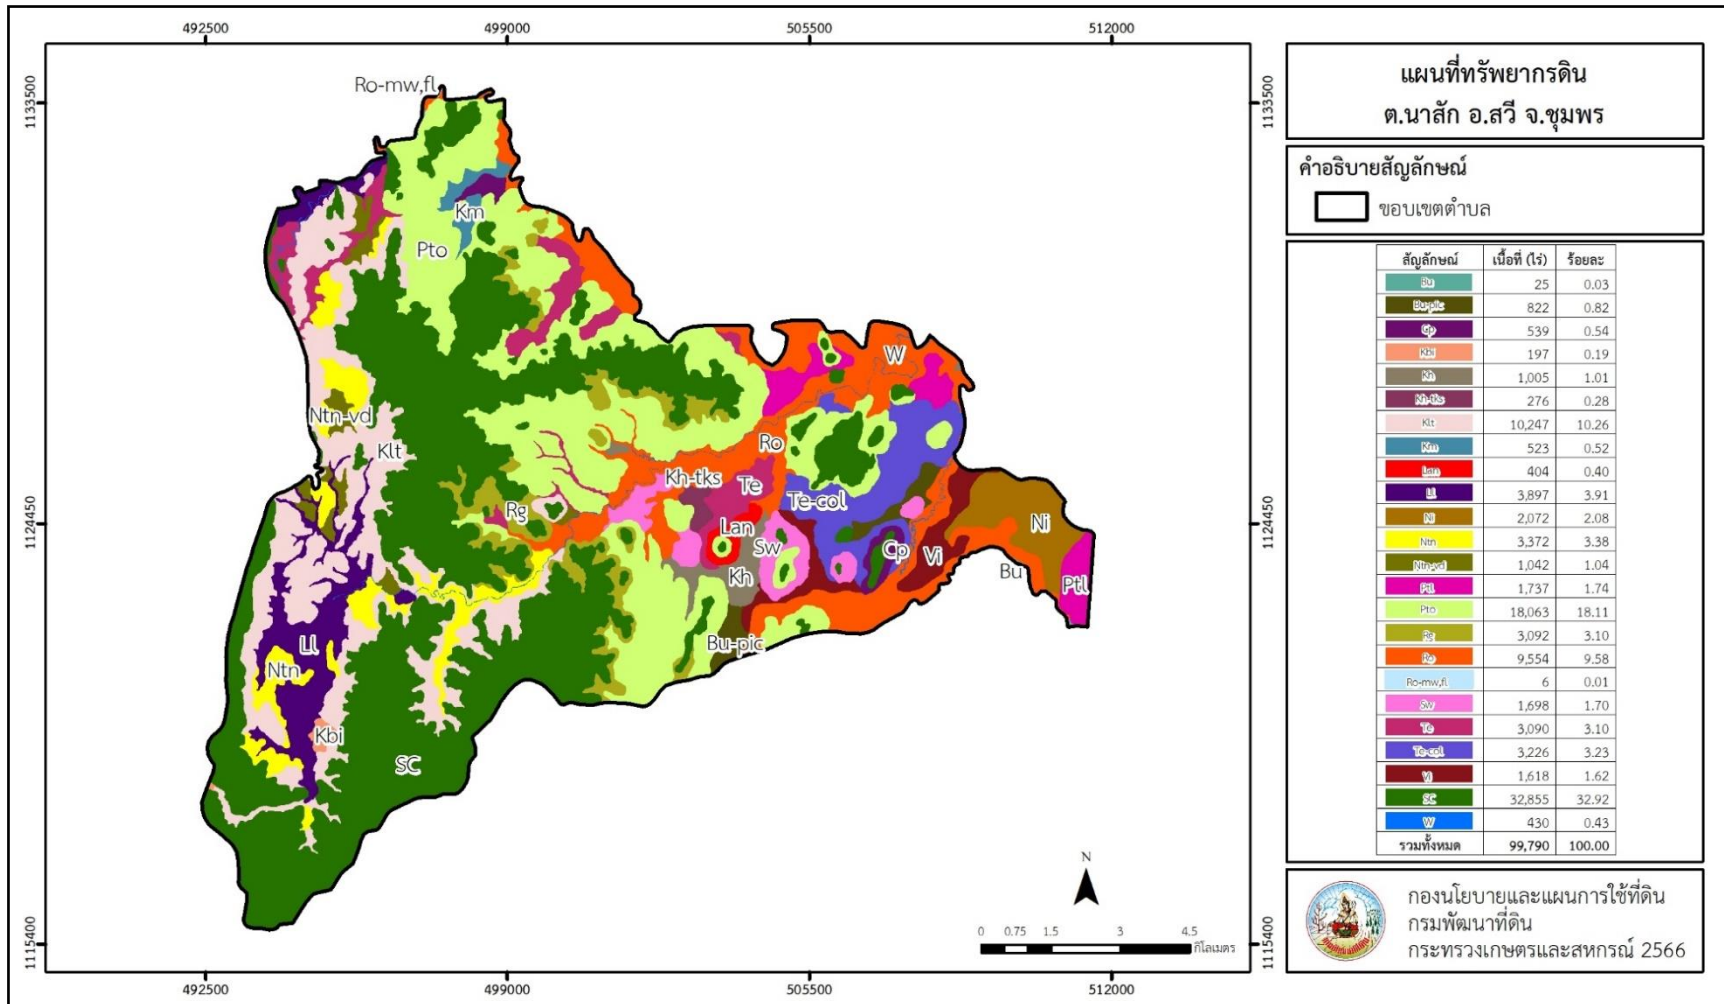 492500 499000 505500 512000
1133500
1133500
1124450
1124450
1115400
1115400
Ro-mw,fl
Km
Pto
W
Ntn-vd
Klt
Ro
Kh-tks
Te
Te-col
Rg
Lan
Sw
Ni
Cp
Vi
Kh
Bu
Ptl
Ll
Bu-pic
Ntn
Kbi
SC
N
0 0.75 1.5 3 4.5
กิโลเมตร
492500 499000 505500 512000
แผนที่ทรัพยากรดิน
ต.นาสัก อ.สวี จ.ชุมพร
คำอธิบายสัญลักษณ์
ขอบเขตตำบล
สัญลักษณ์ เนื้อที่ (ไร่) ร้อยละ
Bu 25 0.03
Bu-pic 822 0.82
Cp 539 0.54
Kbi 197 0.19
Kh 1,005 1.01
Kh-tks 276 0.28
Klt 10,247 10.26
Km 523 0.52
Lan 404 0.40
Ll 3,897 3.91
Ni 2,072 2.08
Ntn 3,372 3.38
Ntn-vd 1,042 1.04
Ptl 1,737 1.74
Pto 18,063 18.11
Rg 3,092 3.10
Ro 9,554 9.58
Ro-mw,fl 6 0.01
Sw 1,698 1.70
Te 3,090 3.10
Te-col 3,226 3.23
Vi 1,618 1.62
SC 32,855 32.92
W 430 0.43
รวมทั้งหมด 99,790 100.00
กองนโยบายและแผนการใช้ที่ดิน
กรมพัฒนาที่ดิน
กระทรวงเกษตรและสหกรณ์ 2566